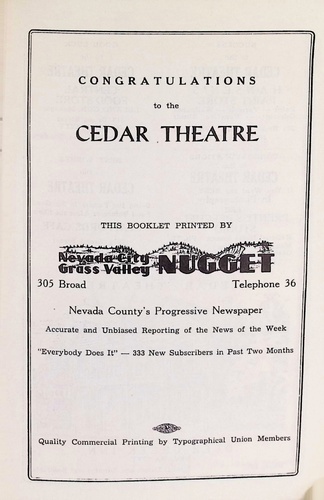 CONGRATULATIONS
to the
CEDAR THEATRE
THIS BOOKLET PRINTED BY
Nevada City NUGGET
Grass Valley
305 Broad Telephone 36
Nevada County's Progressive Newspaper
Accurate and Unbiased Reporting of the News of the Week
"Everybody Does It" — 333 New Subscribers in Past Two Months
Quality Commercial Printing by Typographical Union Members